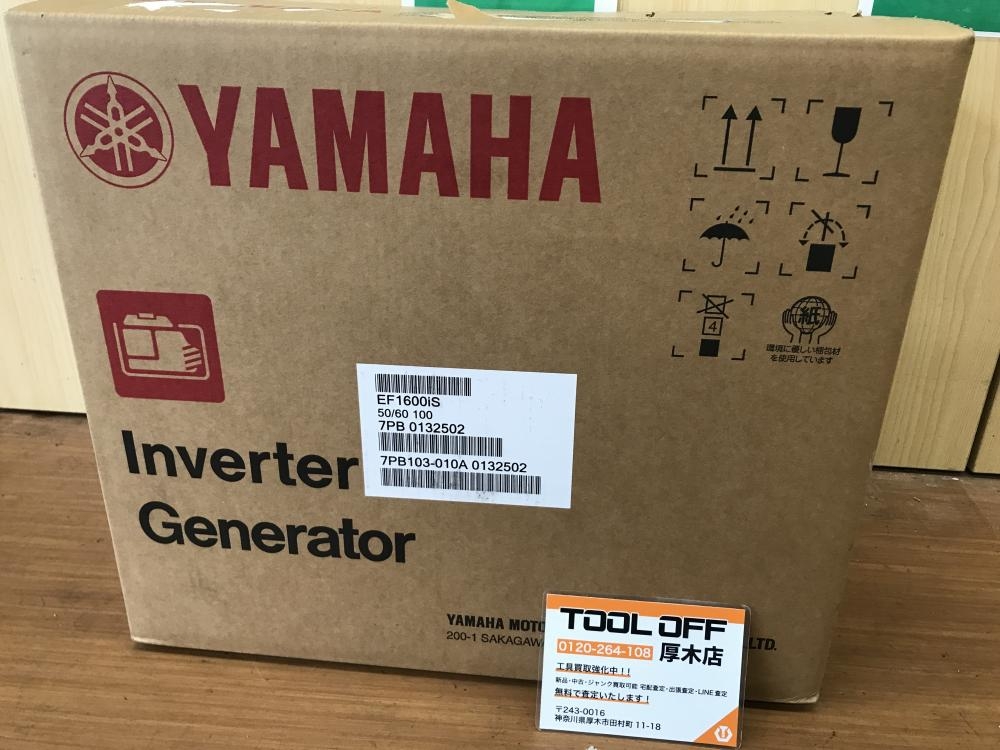 YAMAHA
4
紙
環境に優しい梱包材
を使用しています
EF1600iS
50/60 100
7PB 0132502
7PB103-010A 0132502
Inverter
Generator
YAMAHA
LTD.
200-1
TOOL OFF
0120-264-108 厚木店
工具買取強化中!!
新品・中古・ジャンク買取可能 宅配査定・出張査定・LINE査定
無料で査定いたします!
〒243-0016
神奈川県厚木市田村町 11-18